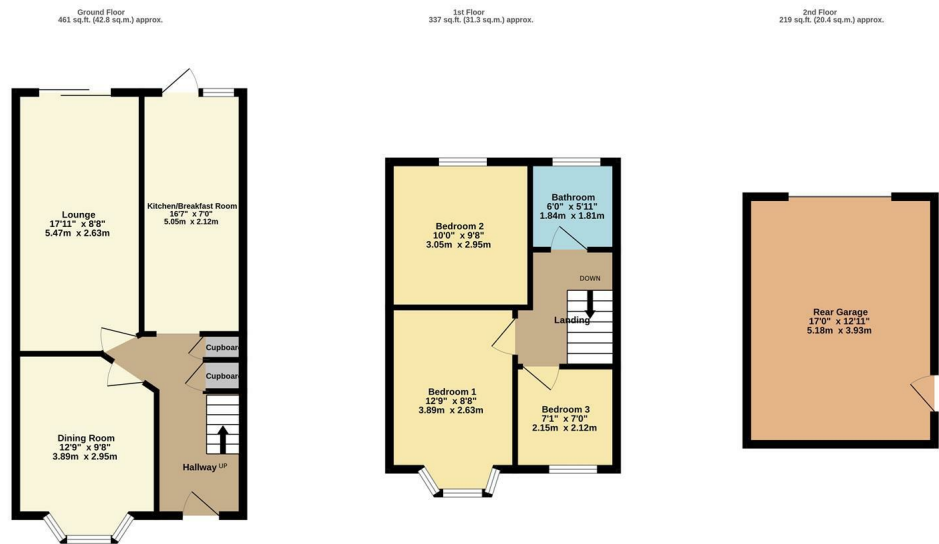 Ground Floor
461 sq.ft. (42.8 sq.m.) approx.
1st Floor
337 sq.ft. (31.3 sq.m.) approx.
2nd Floor
219 sq.ft. (20.4 sq.m.) approx.
Lounge
17'11" x 8'8"
5.47m x 2.63m
Kitchen/Breakfast Room
16'7" x 7'0"
5.05m x 2.12m
Cupboard
Cupboard
Dining Room
12'9" x 9'8"
3.89m x 2.95m
Hallway
UP
Bedroom 2
10'0" x 9'8"
3.05m x 2.95m
Bathroom
6'0" x 5'11"
1.84m x 1.81m
DOWN
Landing
Bedroom 1
12'9" x 8'8"
3.89m x 2.63m
Bedroom 3
7'1" x 7'0"
2.15m x 2.12m
Rear Garage
17'0" x 12'11"
5.18m x 3.93m